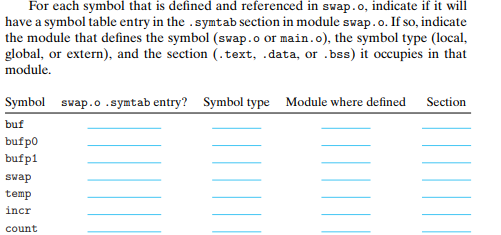 For each symbol that is defined and referenced in swap.o, indicate if it will
have a symbol table entry in the .symtab section in module swap.o. If so, indicate
the module that defines the symbol (swap.o or main.o), the symbol type (local,
global, or extern), and the section (.text, .data, or .bss) it occupies in that
module.
Symbol swap.o .symtab entry? Symbol type Module where defined Section
buf
bufp0
bufp1
swap
temp
incr
count